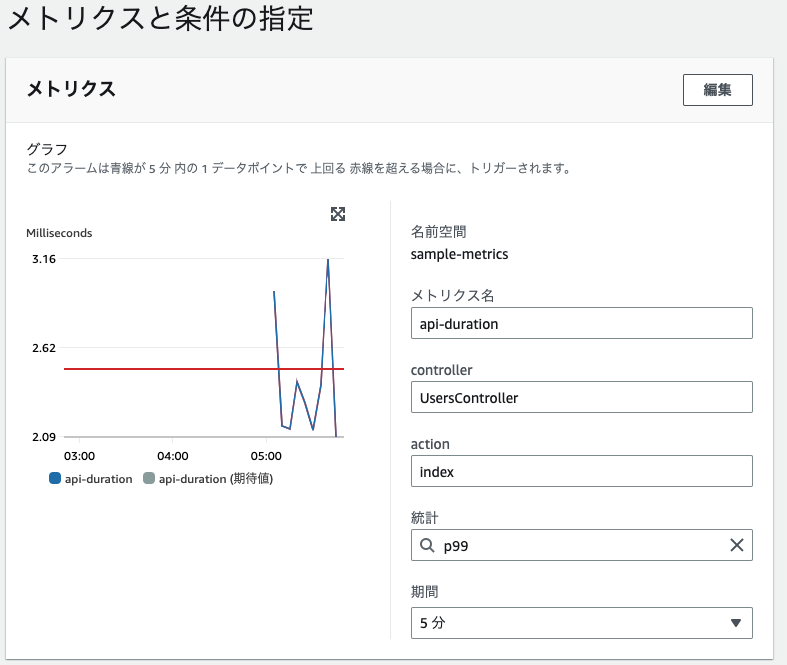 メトリクスと条件の指定
メトリクス
編集
グラフ
このアラームは青線が 5 分 内の 1 データポイントで 上回る 赤線を超える場合に、トリガーされます。
Milliseconds
3.16
2.62
2.09
03:00
04:00
05:00
api-duration
api-duration (期待値)
名前空間
sample-metrics
メトリクス名
api-duration
controller
UsersController
action
index
統計
p99
期間
5 分